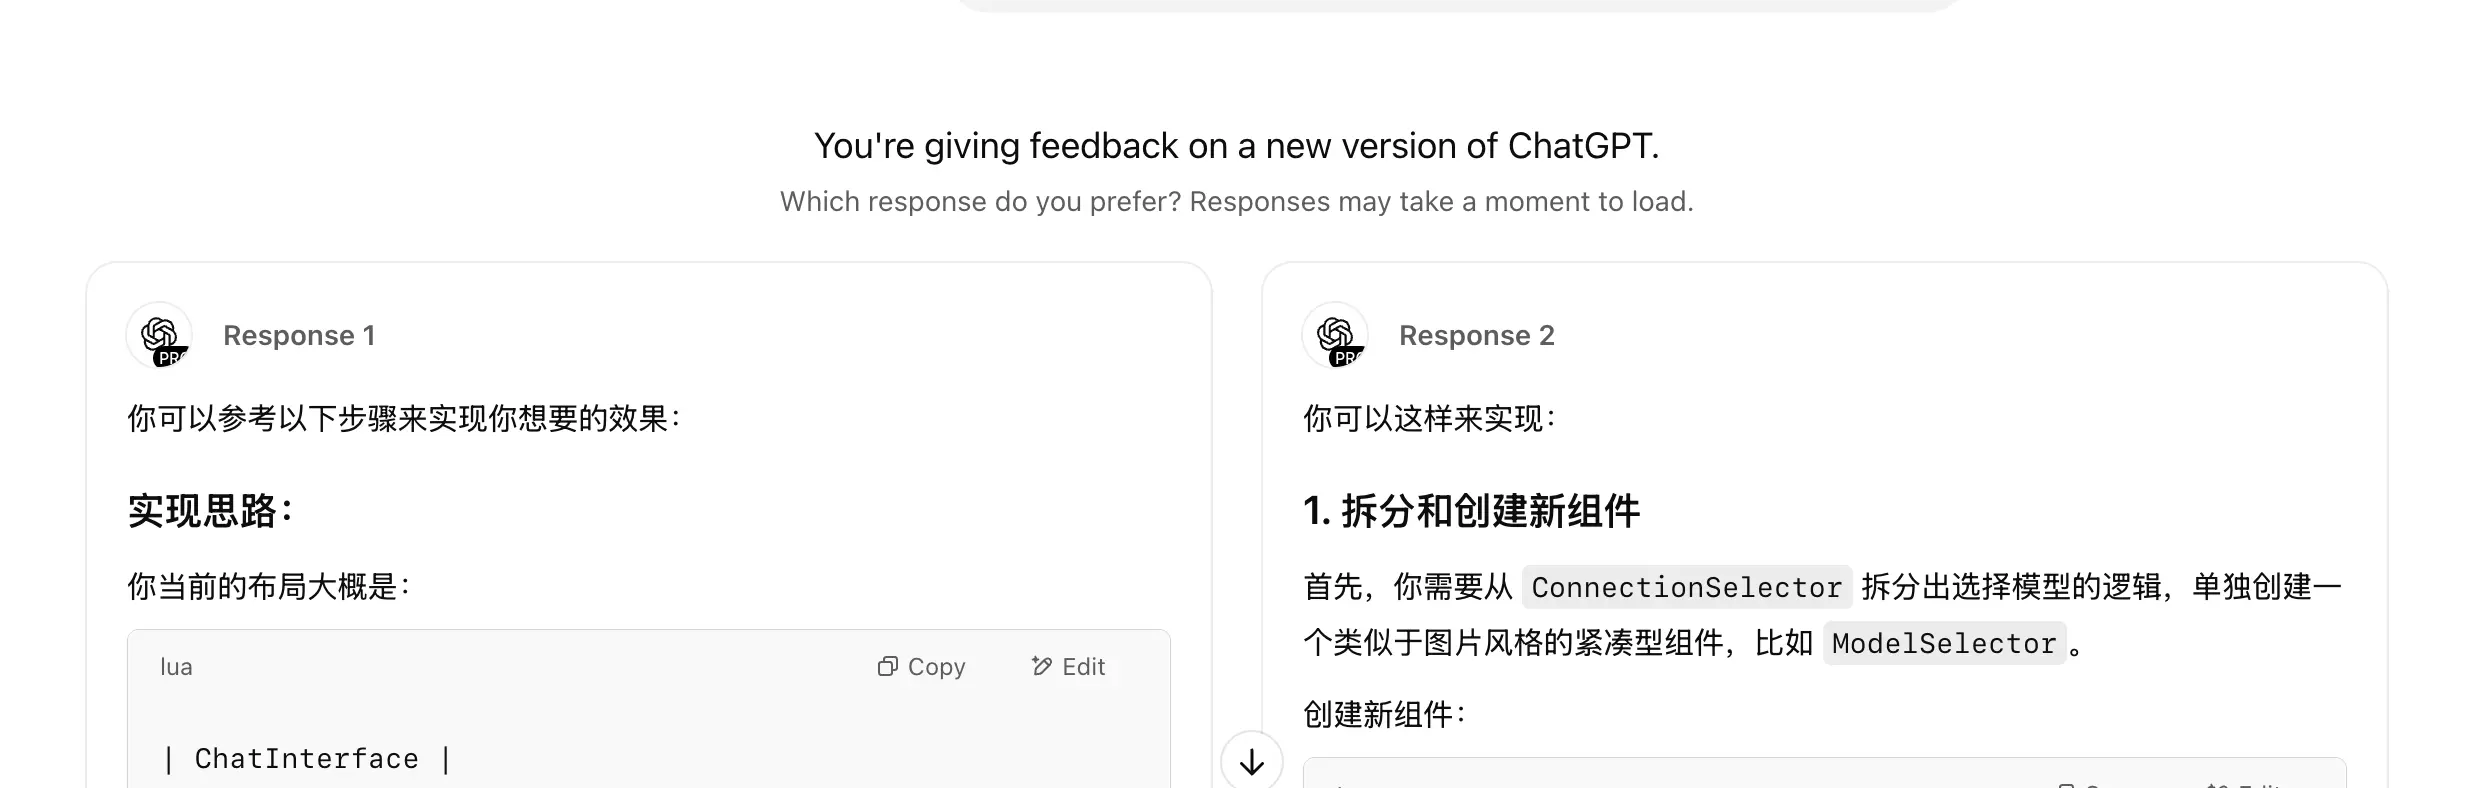 You're giving feedback on a new version of ChatGPT.
Which response do you prefer? Responses may take a moment to load.
Response 1
你可以参考以下步骤来实现你想要的效果：
实现思路：
你当前的布局大概是：
lua
Copy
Edit
| ChatInterface |
Response 2
你可以这样来实现：
1. 拆分和创建新组件
首先，你需要从 ConnectionSelector 拆分出选择模型的逻辑，单独创建一
个类似于图片风格的紧凑型组件，比如 ModelSelector 。
创建新组件：